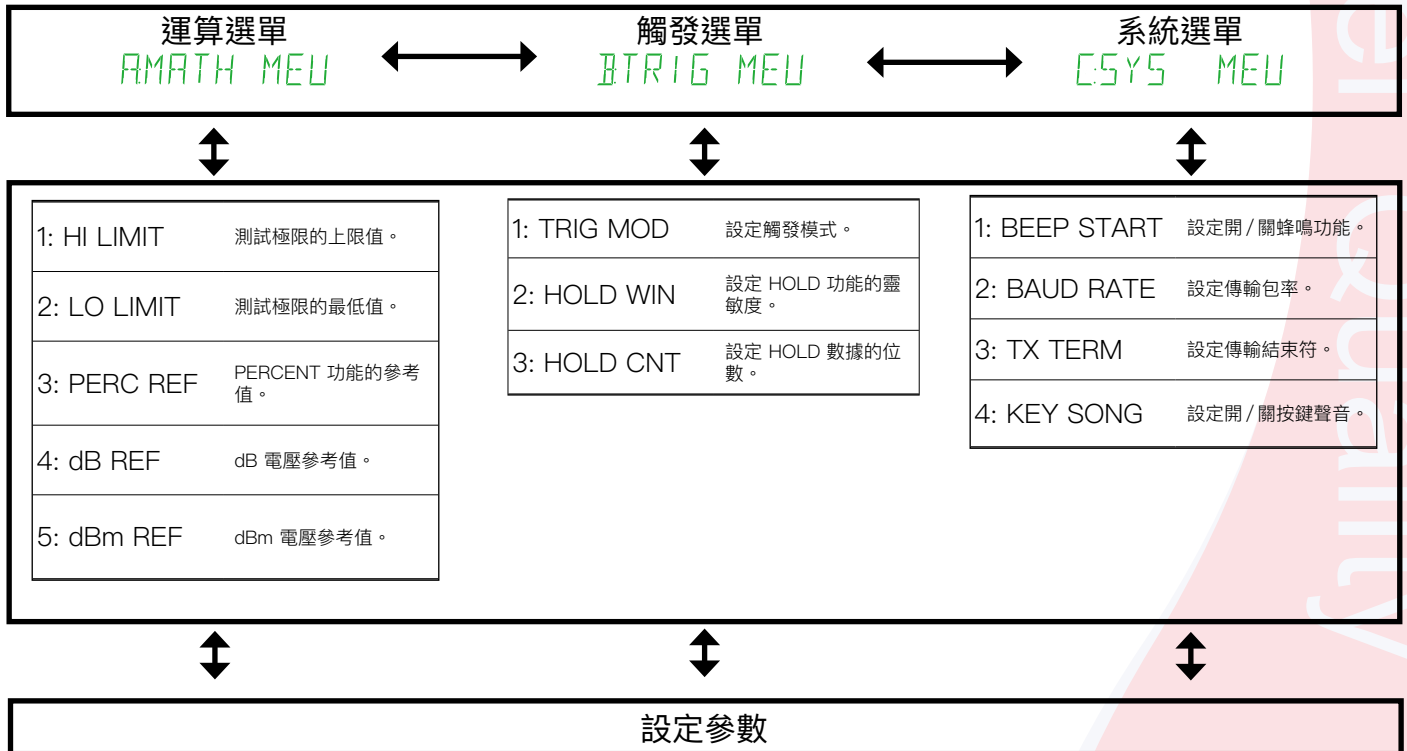 運算選單
A:MATH MEU
觸發選單
B:TRIG MEU
系統選單
C:SYS MEU
1: HI LIMIT 測試極限的上限值。
2: LO LIMIT 測試極限的最低值。
3: PERC REF PERCENT 功能的參考
值。
4: dB REF dB 電壓參考值。
5: dBm REF dBm 電壓參考值。
1: TRIG MOD 設定觸發模式。
2: HOLD WIN 設定 HOLD 功能的靈
敏度。
3: HOLD CNT 設定 HOLD 數據的位
數。
1: BEEP START 設定開/關蜂鳴功能。
2: BAUD RATE 設定傳輸包率。
3: TX TERM 設定傳輸結束符。
4: KEY SONG 設定開/關按鍵聲音。
設定參數
Quality